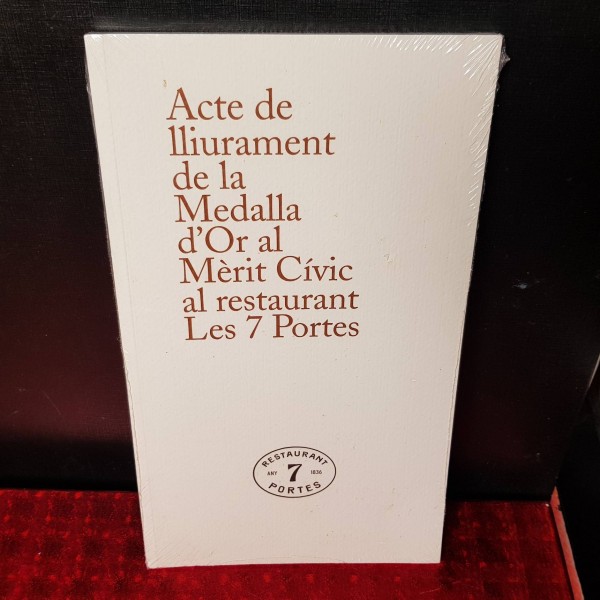 Acte de
lliurament
de la
Medalla
d'Or al
Mèrit Cívic
al restaurant
Les 7 Portes
RESTAURANT
ANY 7 1836
PORTES